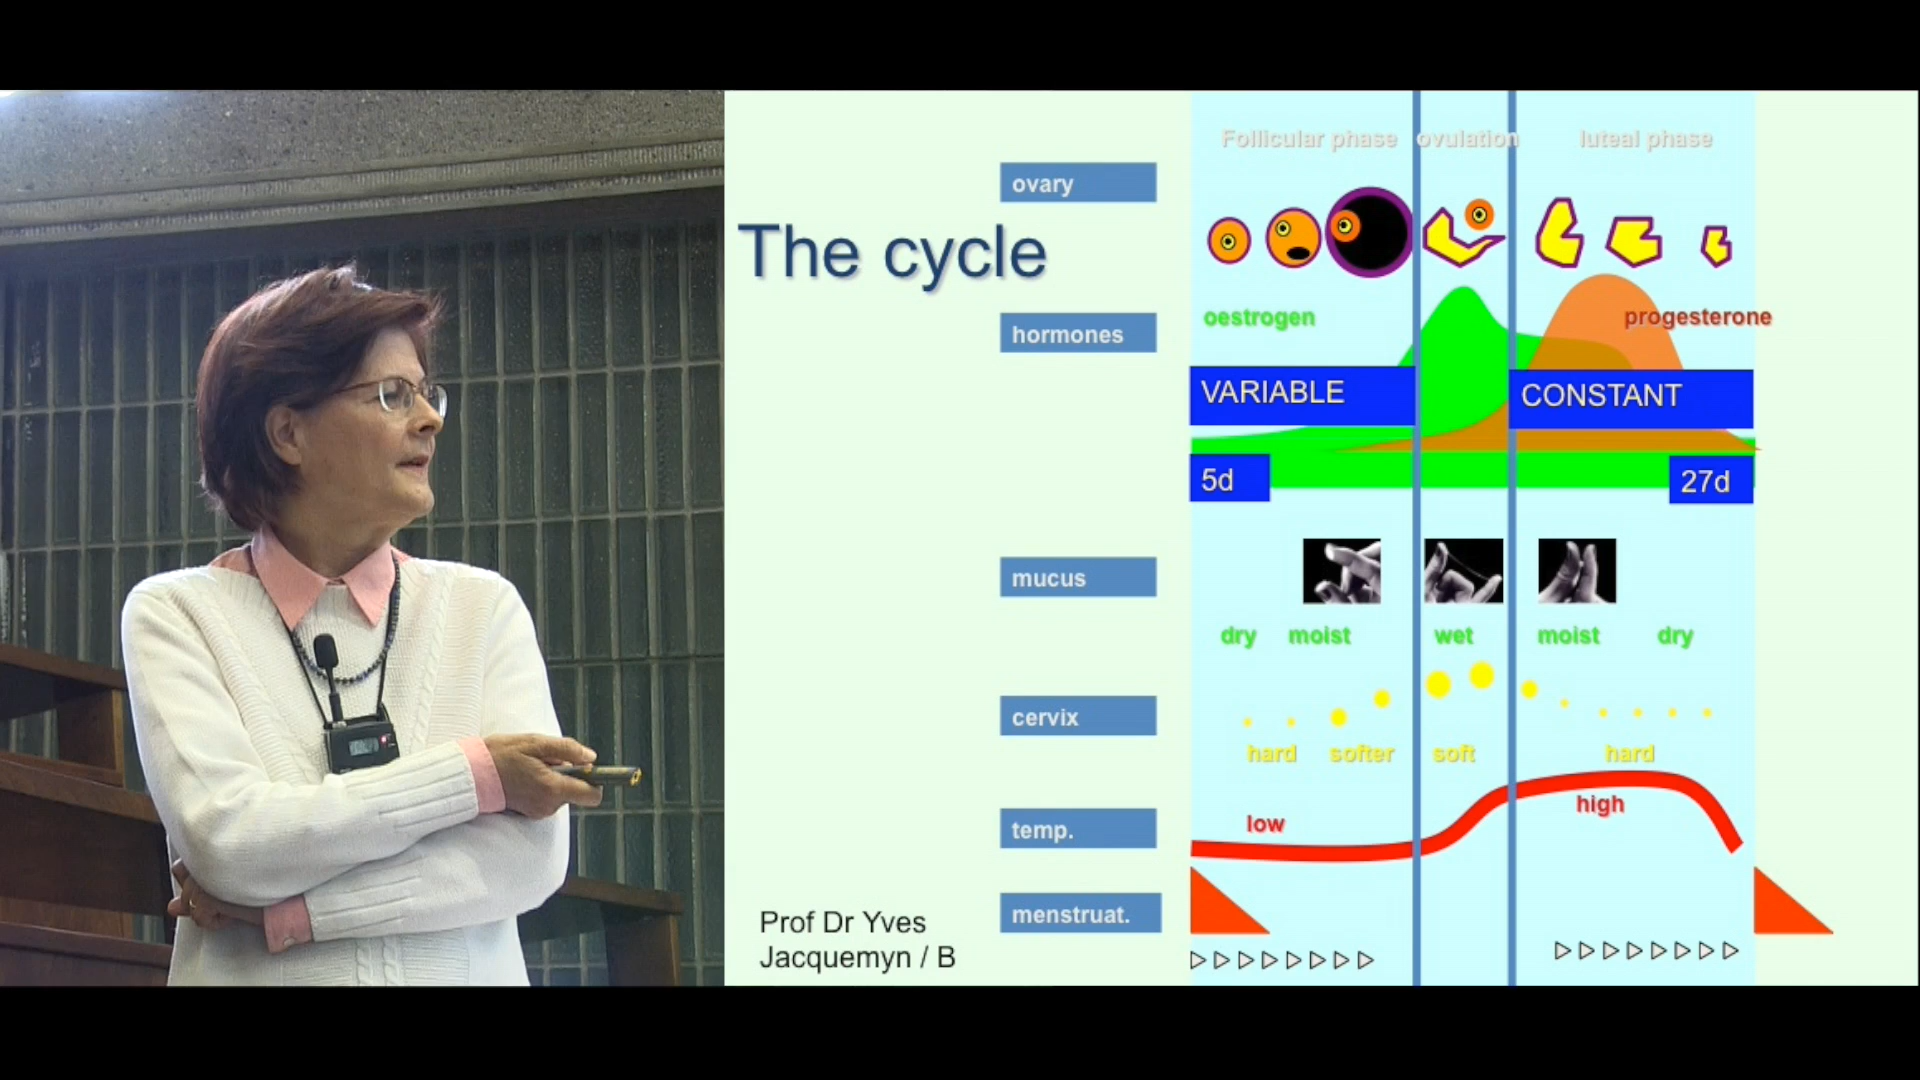 The cycle
Prof Dr Yves
Jacquemyn / B
ovary
hormones
mucus
cervix
temp.
menstruat.
Follicular phase
ovulation
luteal phase
oestrogen
progesterone
VARIABLE
CONSTANT
5d
27d
dry
moist
wet
moist
dry
hard
softer
soft
hard
low
high